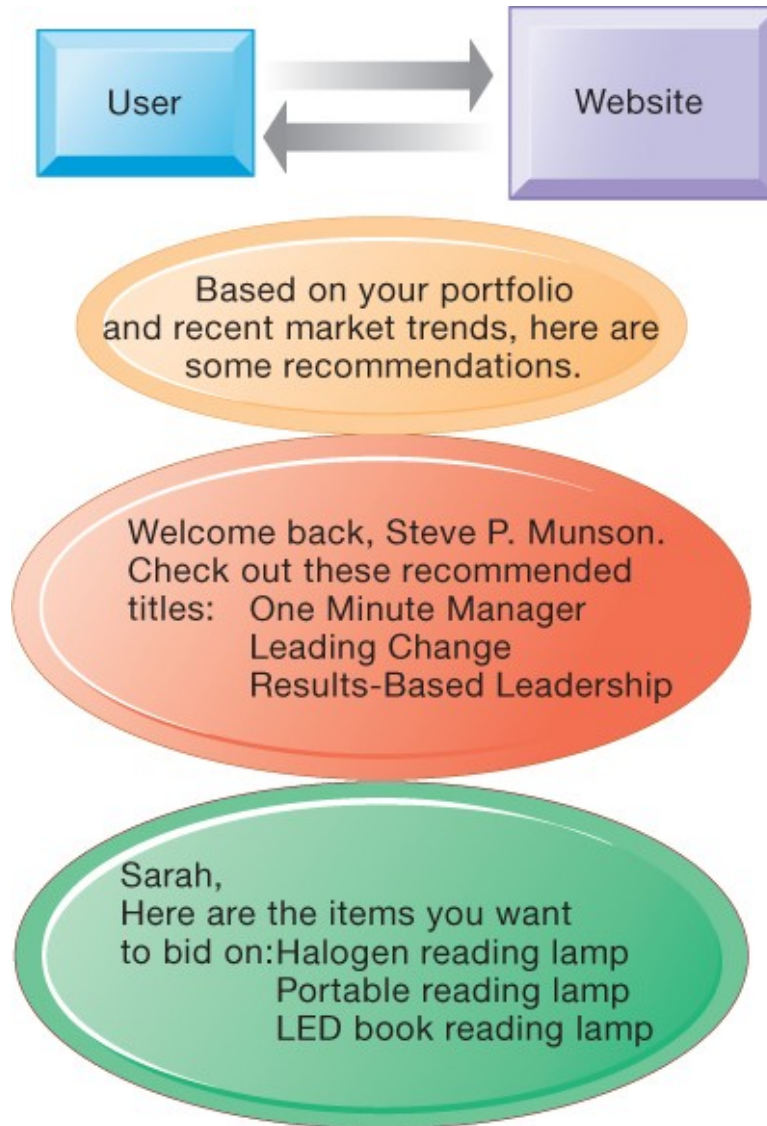 User
Website
Based on your portfolio
and recent market trends, here are
some recommendations.
Welcome back, Steve P. Munson.
Check out these recommended
titles: One Minute Manager
Leading Change
Results-Based Leadership
Sarah,
Here are the items you want
to bid on:Halogen reading lamp
Portable reading lamp
LED book reading lamp